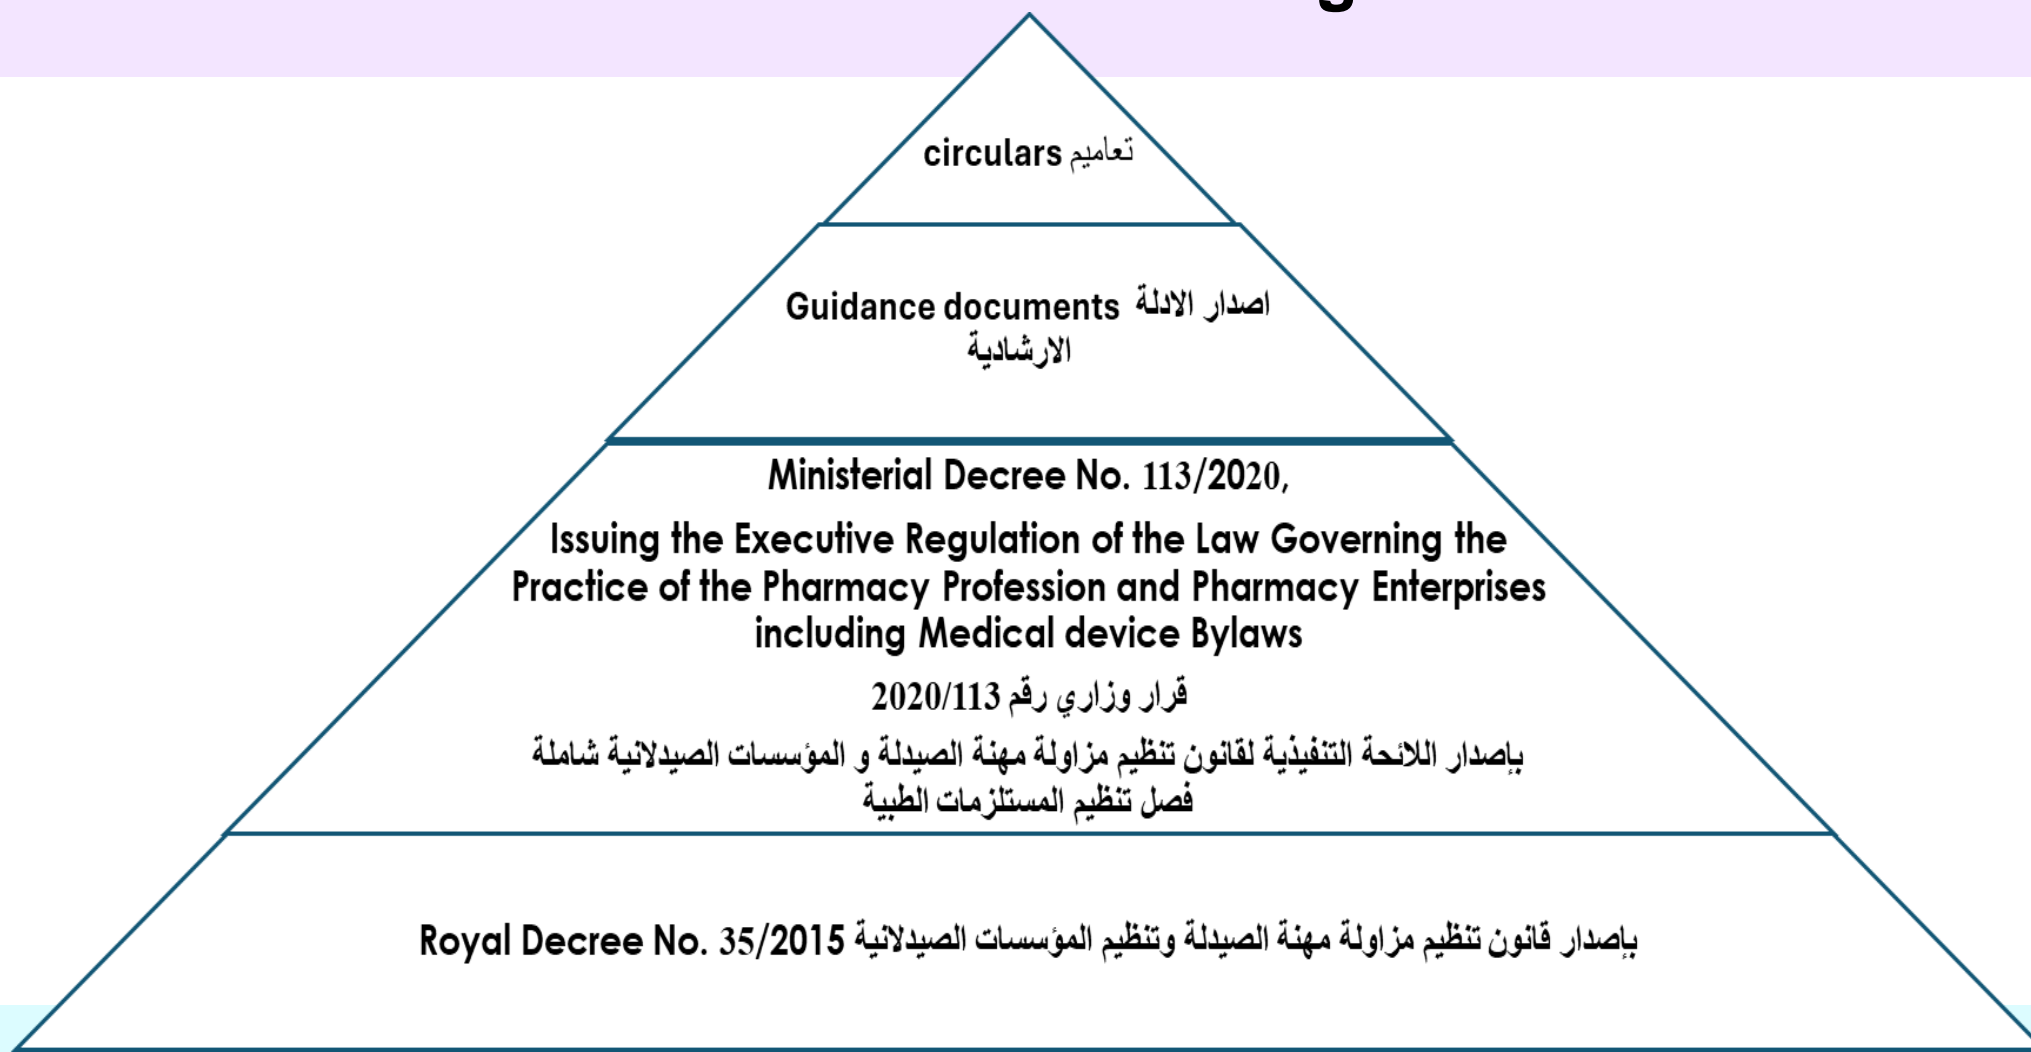 circulars تعاميم
Guidance documents اصدار الادلة
الارشادية
Ministerial Decree No. 113/2020,
Issuing the Executive Regulation of the Law Governing the
Practice of the Pharmacy Profession and Pharmacy Enterprises
including Medical device Bylaws
قرار وزاري رقم 2020/113
بإصدار اللائحة التنفيذية لقانون تنظيم مزاولة مهنة الصيدلة و المؤسسات الصيدلانية شاملة
فصل تنظيم المستلزمات الطبية
Royal Decree No. 35/2015 بإصدار قانون تنظيم مزاولة مهنة الصيدلة وتنظيم المؤسسات الصيدلانية